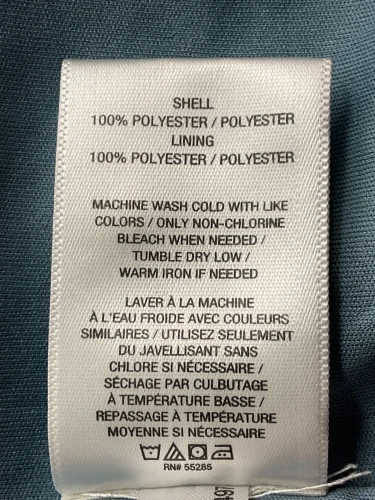 SHELL
100% POLYESTER / POLYESTER
LINING
100% POLYESTER / POLYESTER
MACHINE WASH COLD WITH LIKE
COLORS / ONLY NON-CHLORINE
BLEACH WHEN NEEDED /
TUMBLE DRY LOW /
WARM IRON IF NEEDED
LAVER À LA MACHINE
À L'EAU FROIDE AVEC COULEURS
SIMILAIRES / UTILISEZ SEULEMENT
DU JAVELLISANT SANS
CHLORE SI NÉCESSAIRE /
SÉCHAGE PAR CULBUTAGE
À TEMPÉRATURE BASSE /
REPASSAGE À TEMPÉRATURE
MOYENNE SI NÉCESSAIRE
RN# 55285